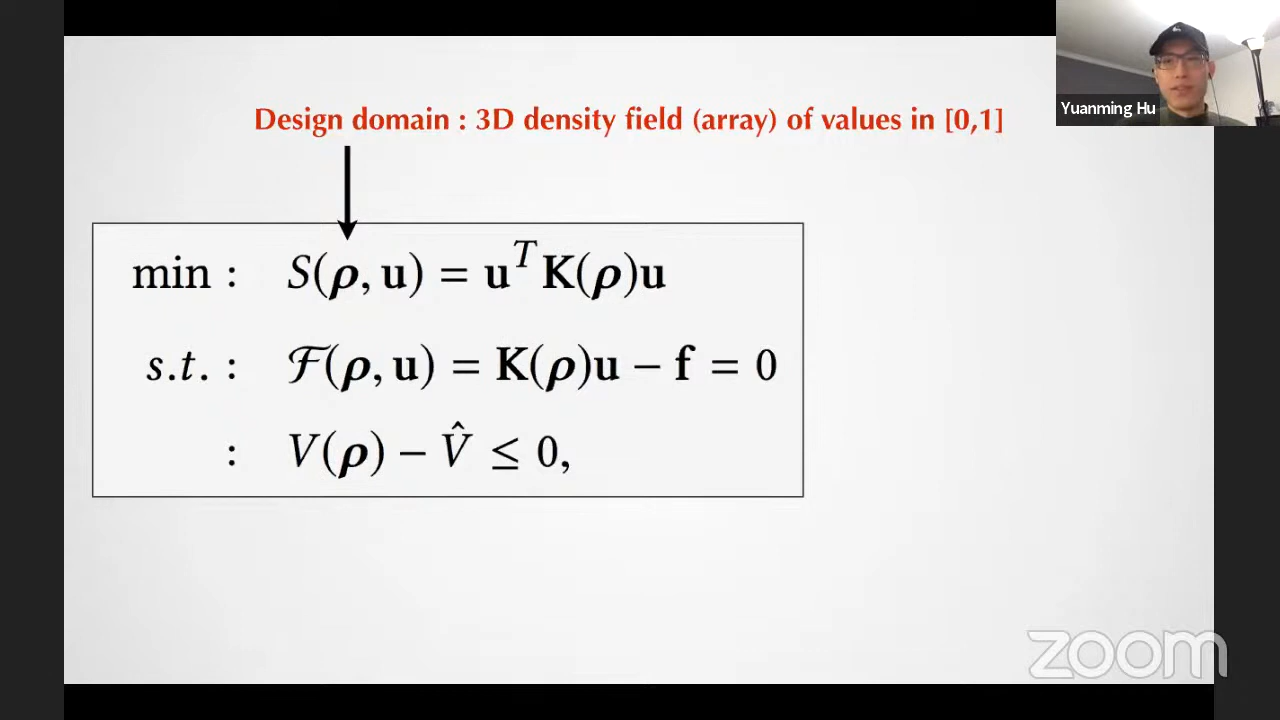 Design domain : 3D density field (array) of values in [0,1]
Yuanming Hu
min : S(ρ, u) = u^T K(ρ)u
s.t. : ℱ(ρ, u) = K(ρ)u − f = 0
: V(ρ) − V̂ ≤ 0,
zoom